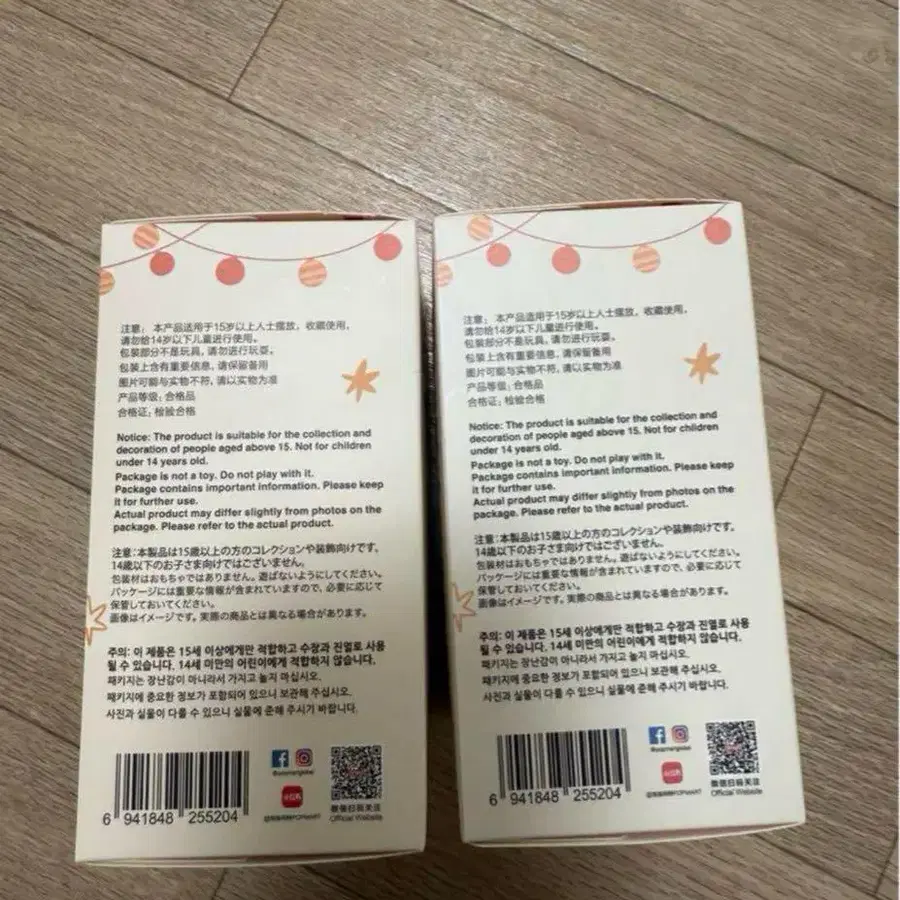 注意：本产品适用于15岁以上人士摆放，收藏使用，
请勿给14岁以下儿童进行使用。
包装部分不是玩具，请勿进行玩耍。
包装上含有重要信息，请保留备用
图片可能与实物不符，请以实物为准
产品等级：合格品
合格证：检验合格
Notice: The product is suitable for the collection and
decoration of people aged above 15. Not for children
under 14 years old.
Package is not a toy. Do not play with it.
Package contains important information. Please keep
it for further use.
Actual product may differ slightly from photos on the
package. Please refer to the actual product.
注意：本製品は15歳以上の方のコレクションや装飾向けです。
14歳以下のお子さま向けではございません。
包装材はおもちゃではありません。遊ばないようにしてください。
パッケージには重要な情報が含まれていますので、必要に応じて
保管しておいてください。
画像はイメージです。実際の商品とは異なる場合があります。
주의: 이 제품은 15세 이상에게만 적합하고 수장과 진열로 사용
될 수 있습니다. 14세 미만의 어린이에게 적합하지 않습니다.
패키지는 장난감이 아니라서 가지고 놀지 마십시오.
패키지에 중요한 정보가 포함되어 있으니 보관해 주십시오.
사진과 실물이 다를 수 있으니 실물에 준해 주시기 바랍니다.
6 941848 255204
小红书
微信扫码关注
Official Website
注意：本产品适用于15岁以上人士摆放，收藏使用，
请勿给14岁以下儿童进行使用。
包装部分不是玩具，请勿进行玩耍。
包装上含有重要信息，请保留备用
图片可能与实物不符，请以实物为准
产品等级：合格品
合格证：检验合格
Notice: The product is suitable for the collection and
decoration of people aged above 15. Not for children
under 14 years old.
Package is not a toy. Do not play with it.
Package contains important information. Please keep
it for further use.
Actual product may differ slightly from photos on the
package. Please refer to the actual product.
注意：本製品は15歳以上の方のコレクションや装飾向けです。
14歳以下のお子さま向けではございません。
包装材はおもちゃではありません。遊ばないようにしてください。
パッケージには重要な情報が含まれていますので、必要に応じて
保管しておいてください。
画像はイメージです。実際の商品とは異なる場合があります。
주의: 이 제품은 15세 이상에게만 적합하고 수장과 진열로 사용
될 수 있습니다. 14세 미만의 어린이에게 적합하지 않습니다.
패키지는 장난감이 아니라서 가지고 놀지 마십시오.
패키지에 중요한 정보가 포함되어 있으니 보관해 주십시오.
사진과 실물이 다를 수 있으니 실물에 준해 주시기 바랍니다.
6 941848 255204
小红书
微信扫码关注
Official Website